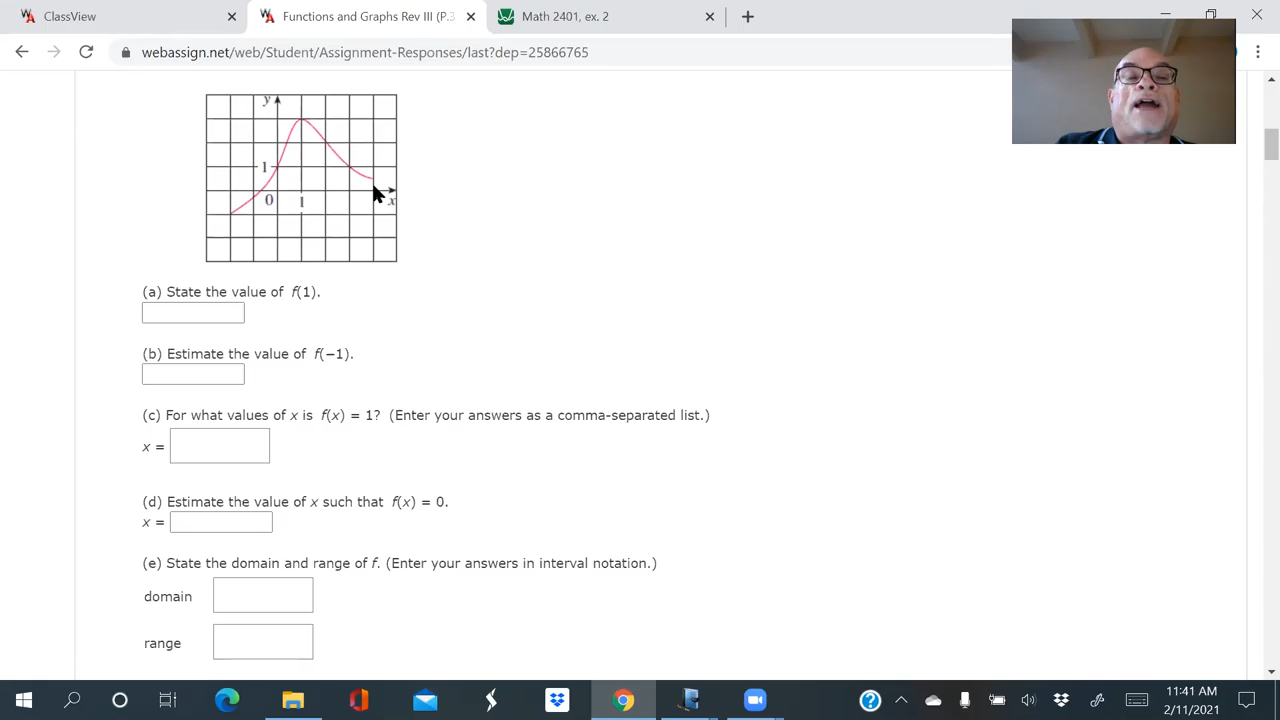 ClassView
Functions and Graphs Rev III (P.3
Math 2401, ex. 2
webassign.net/web/Student/Assignment-Responses/last?dep=25866765
y
1
0
1
x
(a) State the value of f(1).
(b) Estimate the value of f(−1).
(c) For what values of x is f(x) = 1? (Enter your answers as a comma-separated list.)
x =
(d) Estimate the value of x such that f(x) = 0.
x =
(e) State the domain and range of f. (Enter your answers in interval notation.)
domain
range
11:41 AM
2/11/2021